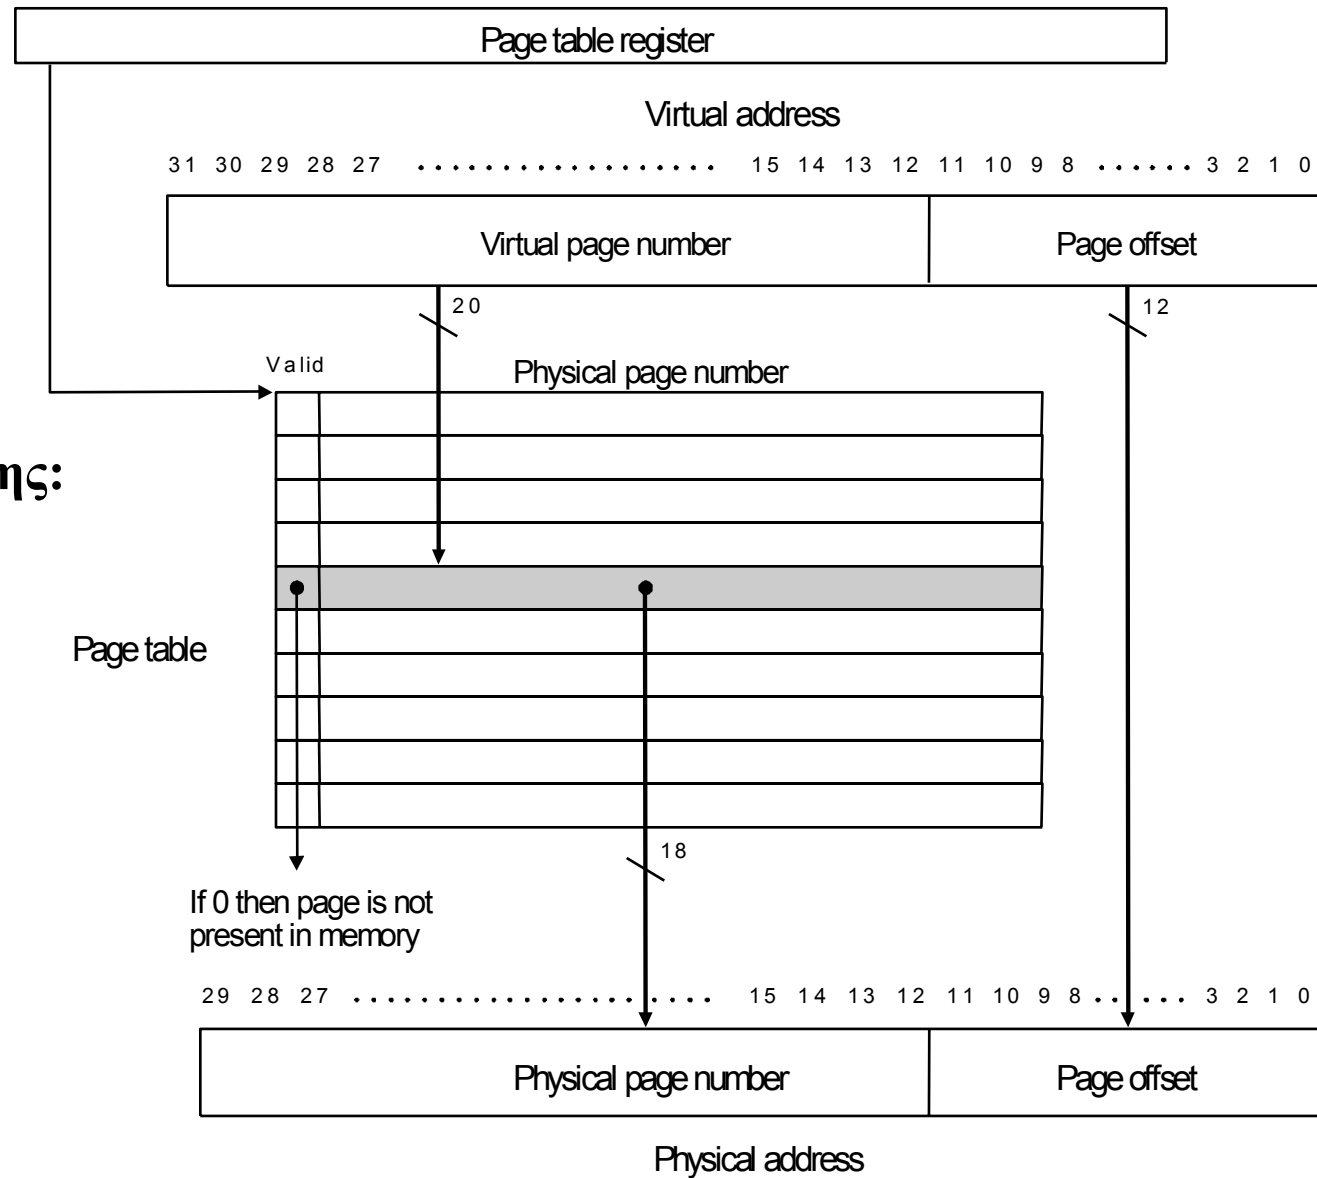 Page table register
Virtual address
31 30 29 28 27 .................. 15 14 13 12 11 10 9 8 ...... 3 2 1 0
Virtual page number Page offset
20 12
Valid Physical page number
ης:
Page table
18
If 0 then page is not
present in memory
29 28 27 ...................... 15 14 13 12 11 10 9 8 ...... 3 2 1 0
Physical page number Page offset
Physical address